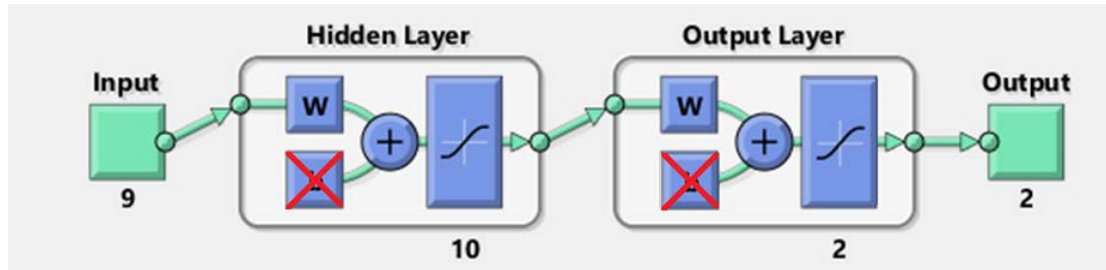 Hidden Layer
Output Layer
Input
Output
W
W
+
+
9
10
2
2